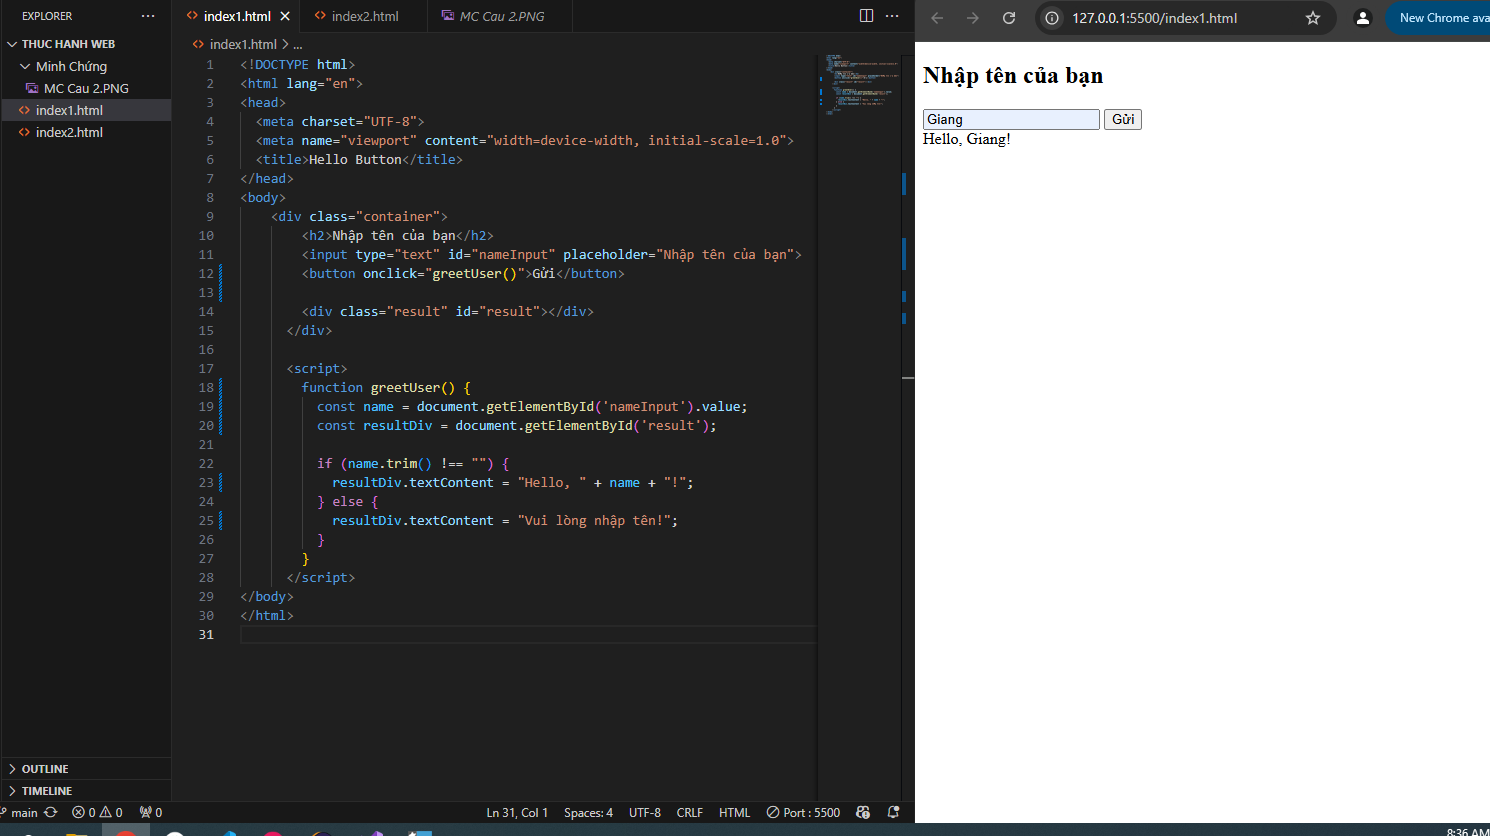 EXPLORER
THUC HANH WEB
Minh Chứng
MC Cau 2.PNG
index1.html
index2.html
OUTLINE
TIMELINE
index1.html
index2.html
MC Cau 2.PNG
index1.html > ...
1 <!DOCTYPE html>
2 <html lang="en">
3 <head>
4 <meta charset="UTF-8">
5 <meta name="viewport" content="width=device-width, initial-scale=1.0">
6 <title>Hello Button</title>
7 </head>
8 <body>
9 <div class="container">
10 <h2>Nhập tên của bạn</h2>
11 <input type="text" id="nameInput" placeholder="Nhập tên của bạn">
12 <button onclick="greetUser()">Gửi</button>
13
14 <div class="result" id="result"></div>
15 </div>
16
17 <script>
18 function greetUser() {
19 const name = document.getElementById('nameInput').value;
20 const resultDiv = document.getElementById('result');
21
22 if (name.trim() !== "") {
23 resultDiv.textContent = "Hello, " + name + "!";
24 } else {
25 resultDiv.textContent = "Vui lòng nhập tên!";
26 }
27 }
28 </script>
29 </body>
30 </html>
31
main
0 0
0
Ln 31, Col 1
Spaces: 4
UTF-8
CRLF
HTML
Port : 5500
127.0.0.1:5500/index1.html
New Chrome ava
Nhập tên của bạn
Giang
Gửi
Hello, Giang!
8:36 AM